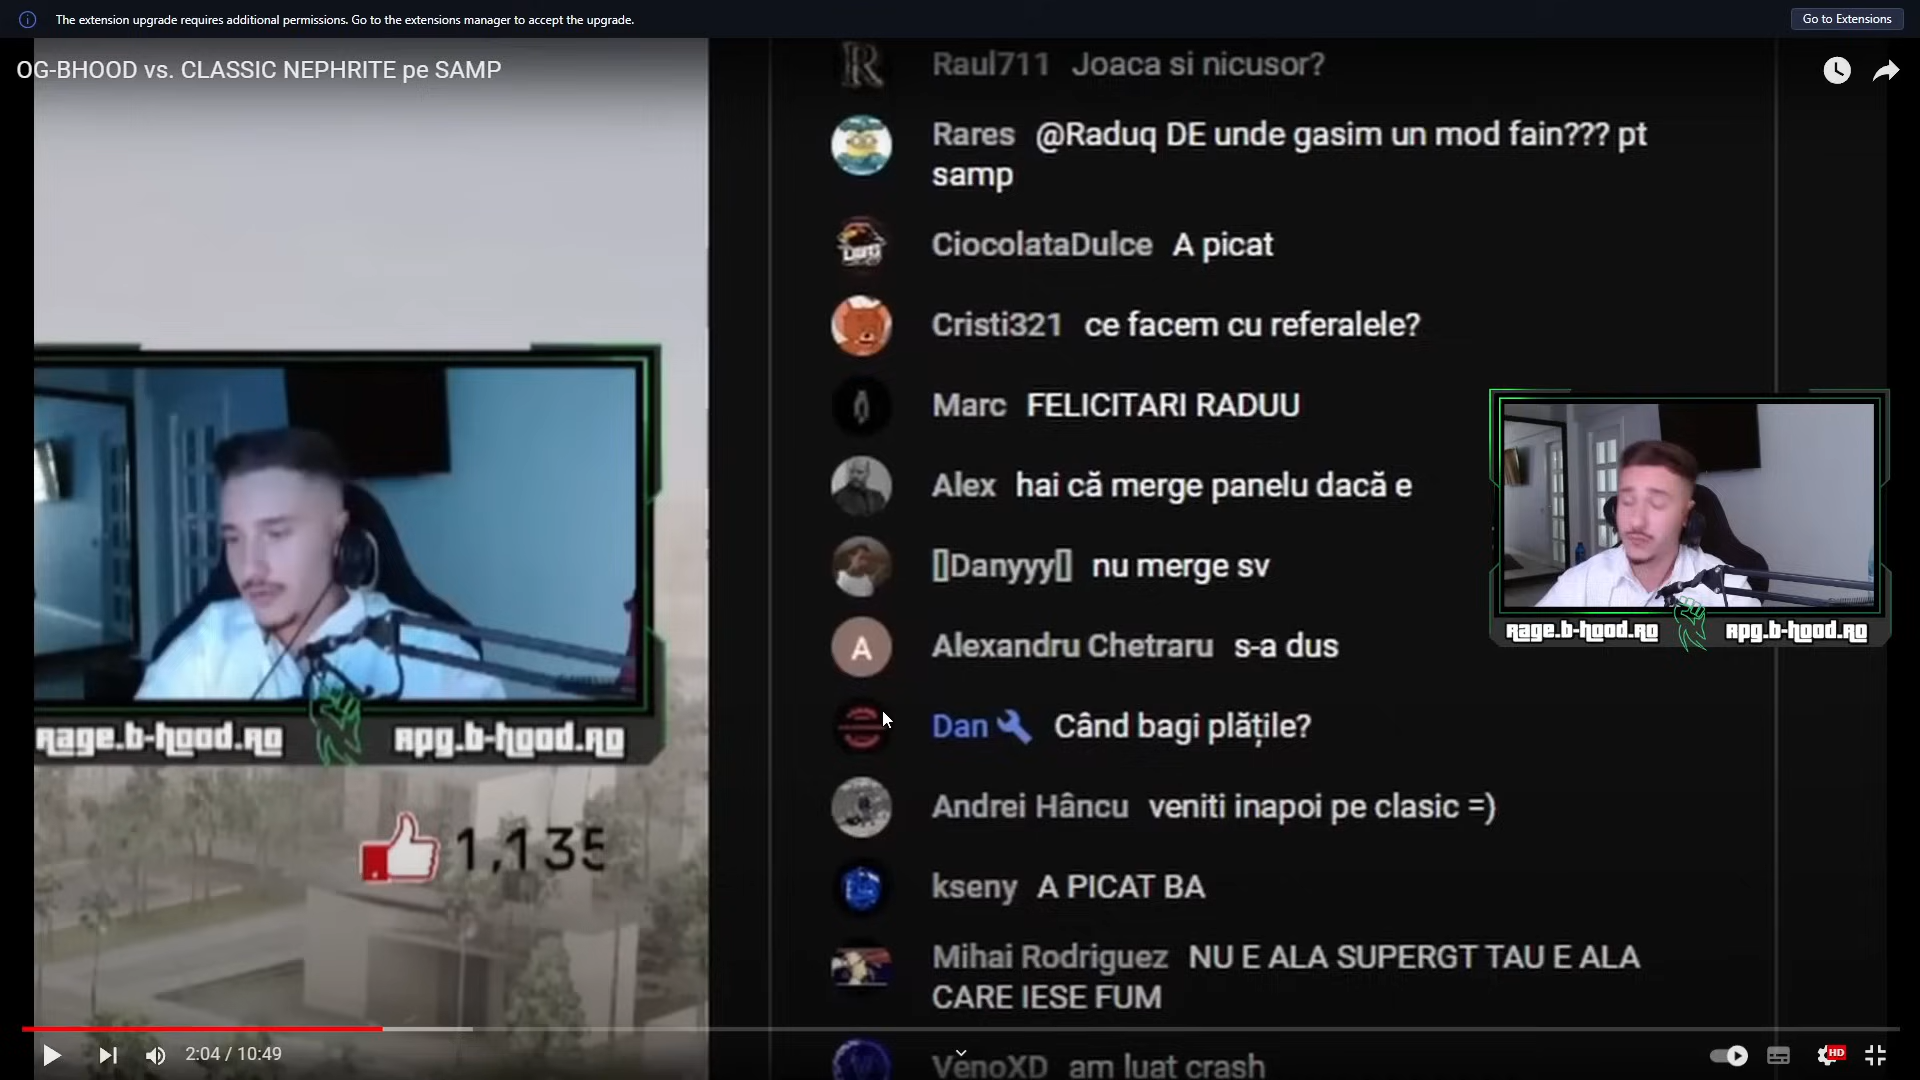 The extension upgrade requires additional permissions. Go to the extensions manager to accept the upgrade.
Go to Extensions
OG-BHOOD vs. CLASSIC NEPHRITE pe SAMP
Raul711 Joaca si nicusor?
Rares @Raduq DE unde gasim un mod fain??? pt
samp
CiocolataDulce A picat
Cristi321 ce facem cu referalele?
Marc FELICITARI RADUU
Alex hai că merge panelu dacă e
[]Danyyy[] nu merge sv
A
Alexandru Chetraru s-a dus
Dan Când bagi plățile?
Andrei Hâncu veniti inapoi pe clasic =)
kseny A PICAT BA
Mihai Rodriguez NU E ALA SUPERGT TAU E ALA
CARE IESE FUM
VenoXD am luat crash
rage.b-hood.ro rpg.b-hood.ro
1,135
rage.b-hood.ro rpg.b-hood.ro
2:04 / 10:49
HD